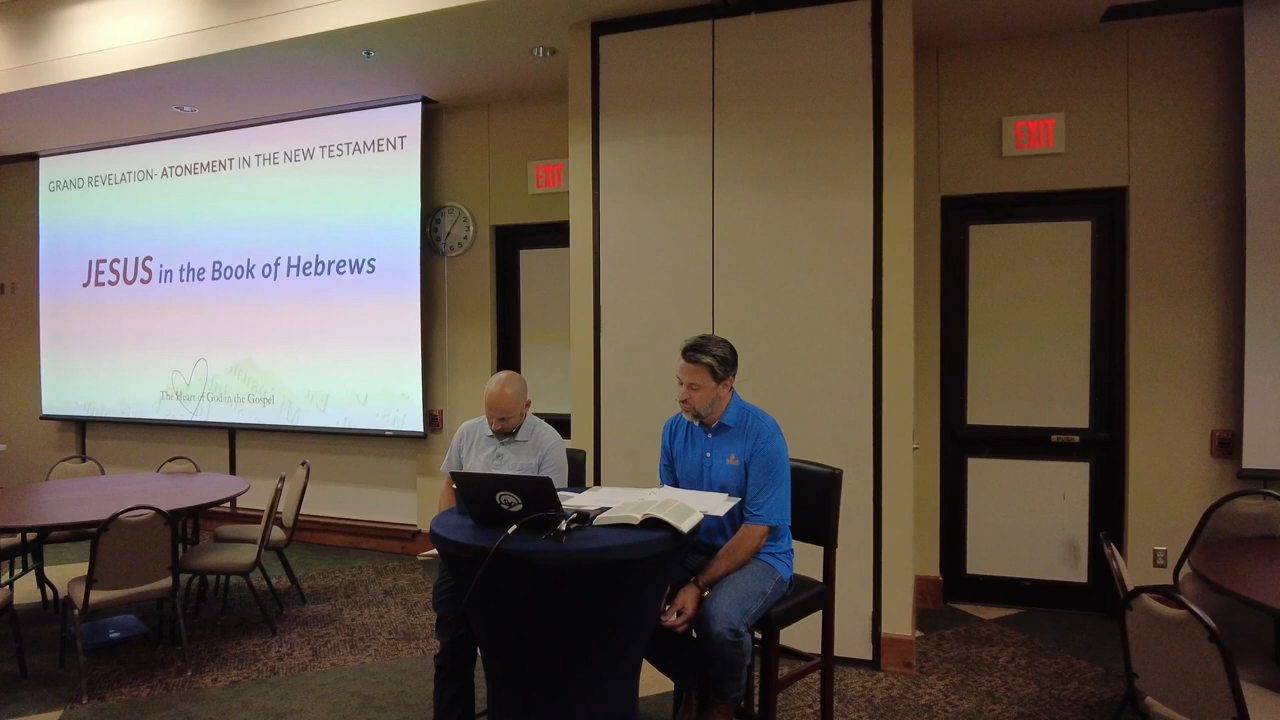 GRAND REVELATION- ATONEMENT IN THE NEW TESTAMENT
JESUS in the Book of Hebrews
The Heart of God in the Gospel
EXIT
EXIT
PUSH